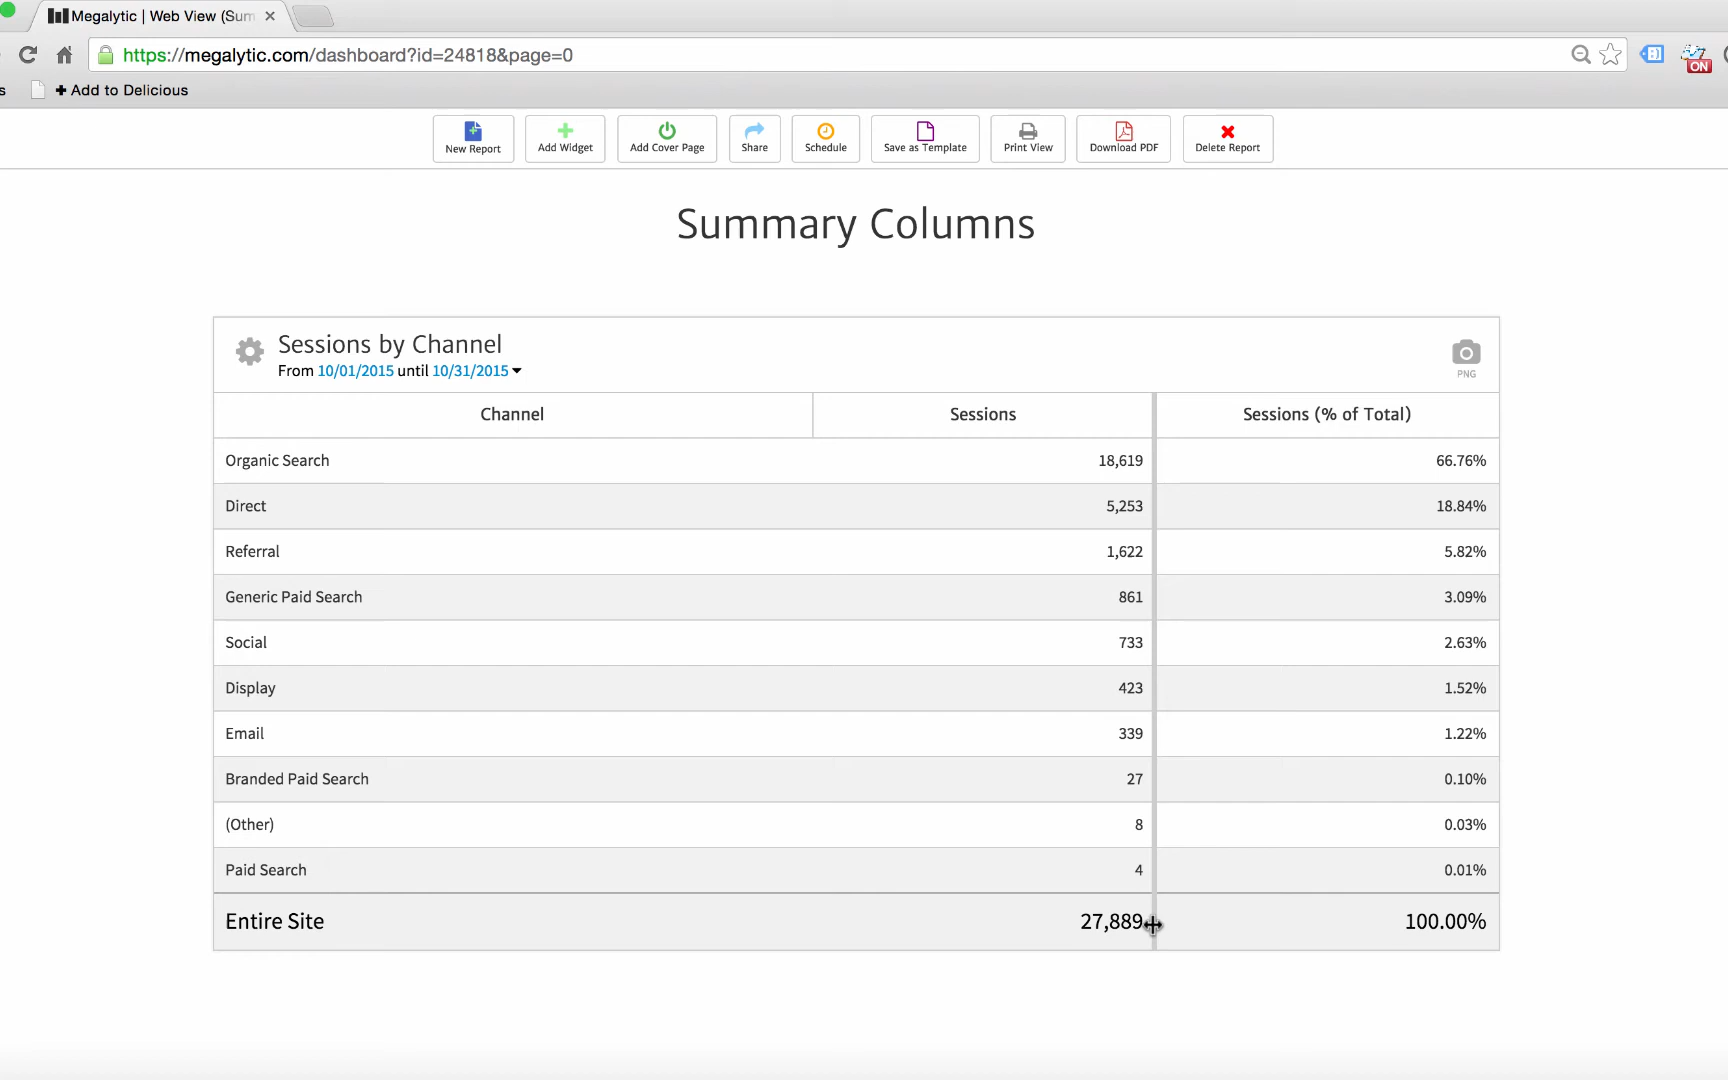 Megalytic | Web View (Sum
https://megalytic.com/dashboard?id=24818&page=0
ON
s + Add to Delicious
New Report Add Widget Add Cover Page Share Schedule Save as Template Print View Download PDF Delete Report
Summary Columns
Sessions by Channel
From 10/01/2015 until 10/31/2015
PNG
Channel Sessions Sessions (% of Total)
Organic Search 18,619 66.76%
Direct 5,253 18.84%
Referral 1,622 5.82%
Generic Paid Search 861 3.09%
Social 733 2.63%
Display 423 1.52%
Email 339 1.22%
Branded Paid Search 27 0.10%
(Other) 8 0.03%
Paid Search 4 0.01%
Entire Site 27,889 100.00%